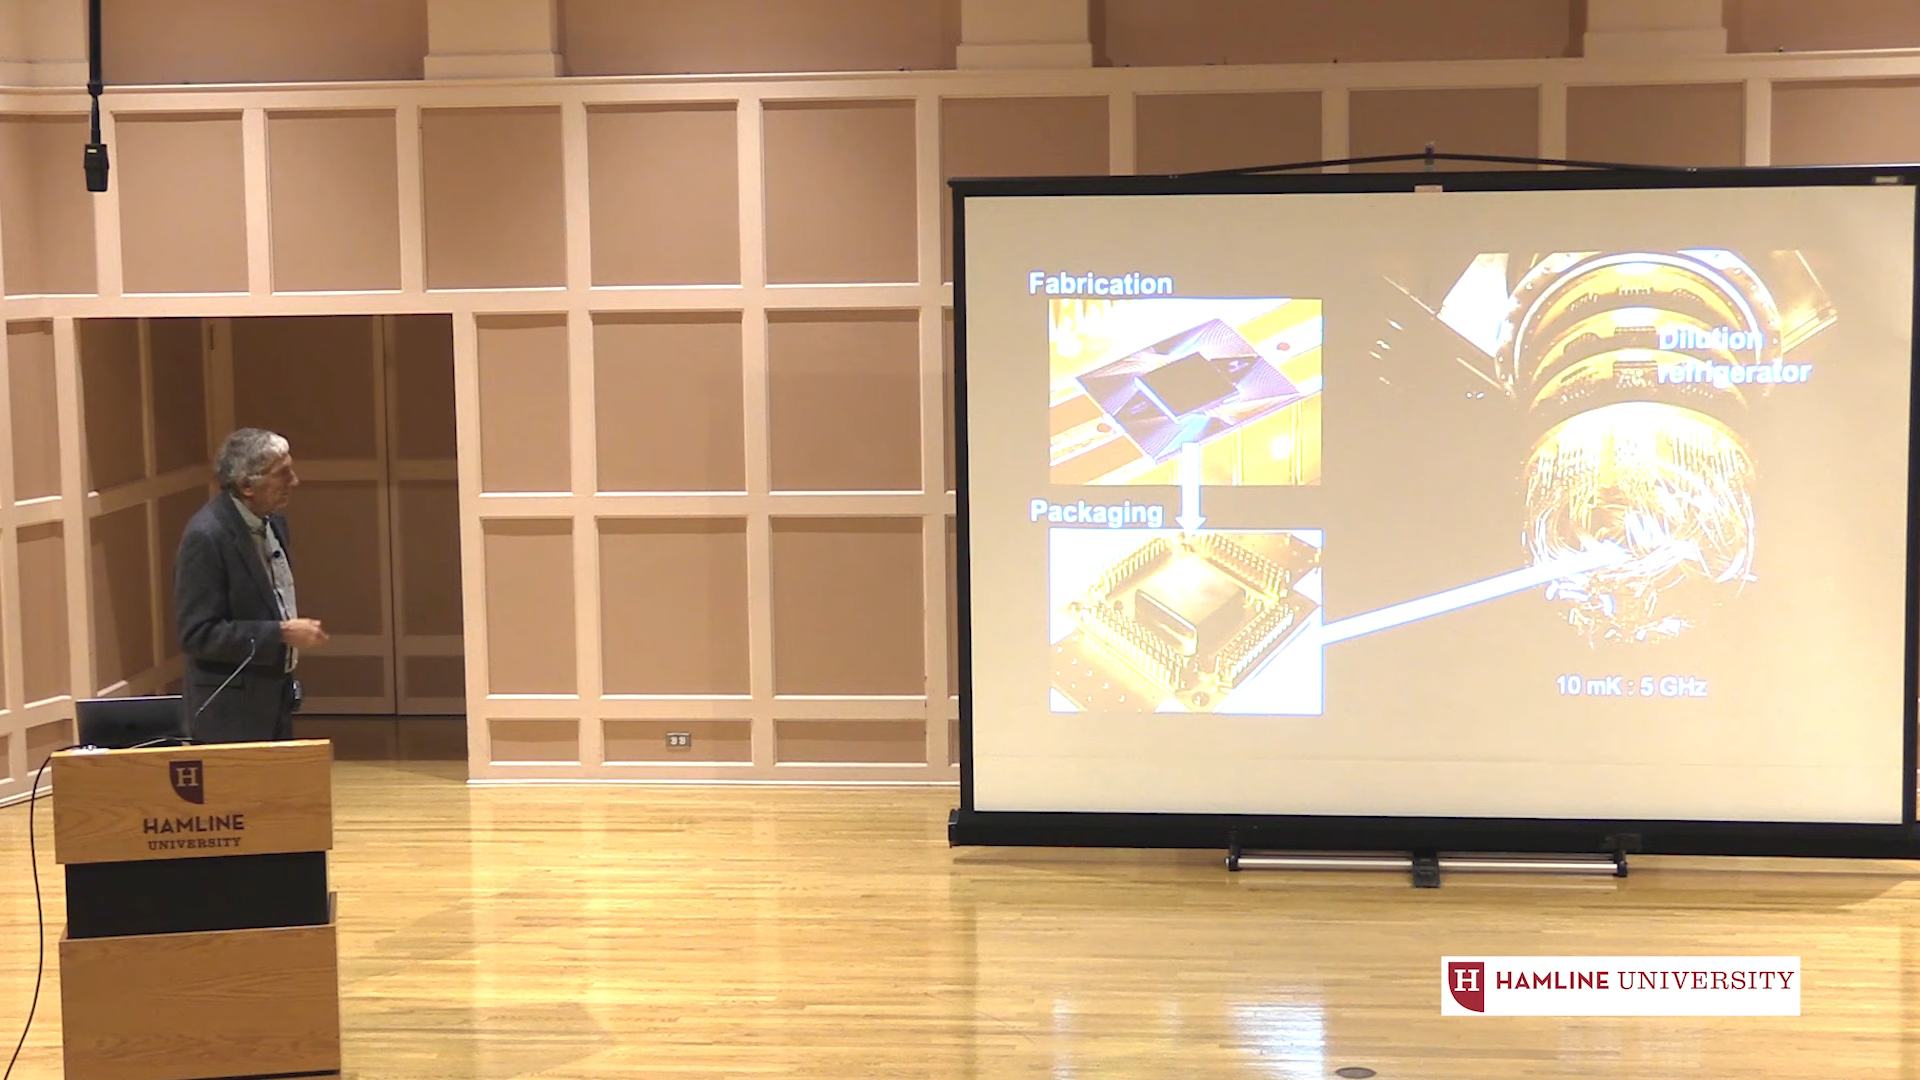 Fabrication
Dilution
refrigerator
Packaging
10 mK : 5 GHz
H
HAMLINE
UNIVERSITY
H HAMLINE UNIVERSITY